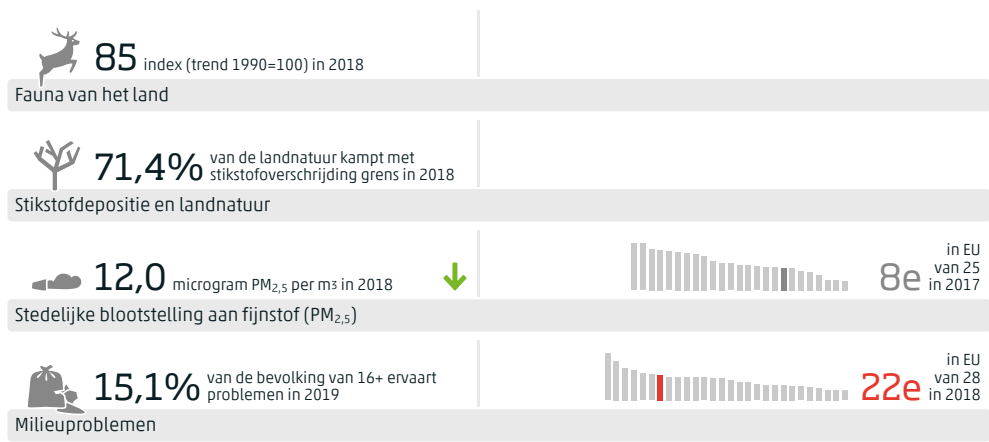 85 index (trend 1990=100) in 2018
Fauna van het land
71,4% van de landnatuur kampt met
stikstofoverschrijding grens in 2018
Stikstofdepositie en landnatuur
12,0 microgram PM2,5 per m3 in 2018
in EU
8e van 25
in 2017
Stedelijke blootstelling aan fijnstof (PM2,5)
15,1% van de bevolking van 16+ ervaart
problemen in 2019
in EU
22e van 28
in 2018
Milieuproblemen